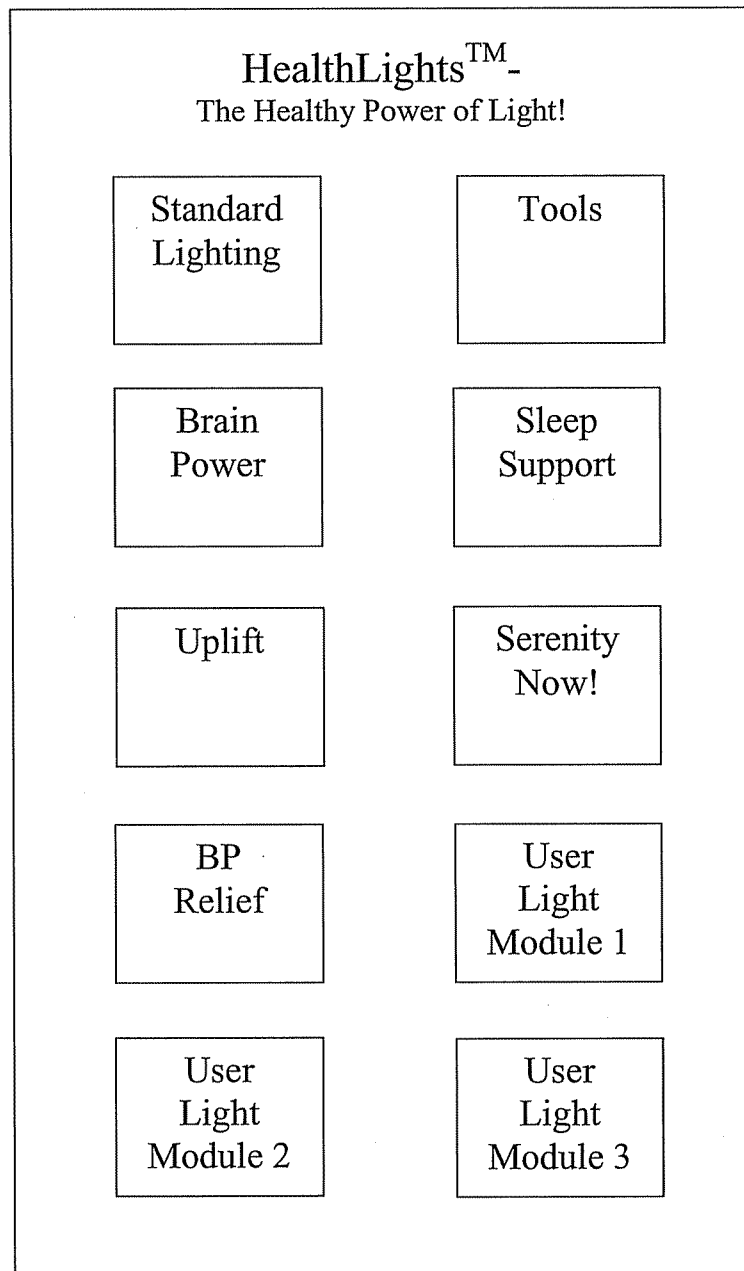 HealthLights™-
The Healthy Power of Light!
Standard
Lighting
Tools
Brain
Power
Sleep
Support
Uplift
Serenity
Now!
BP
Relief
User
Light
Module 1
User
Light
Module 2
User
Light
Module 3